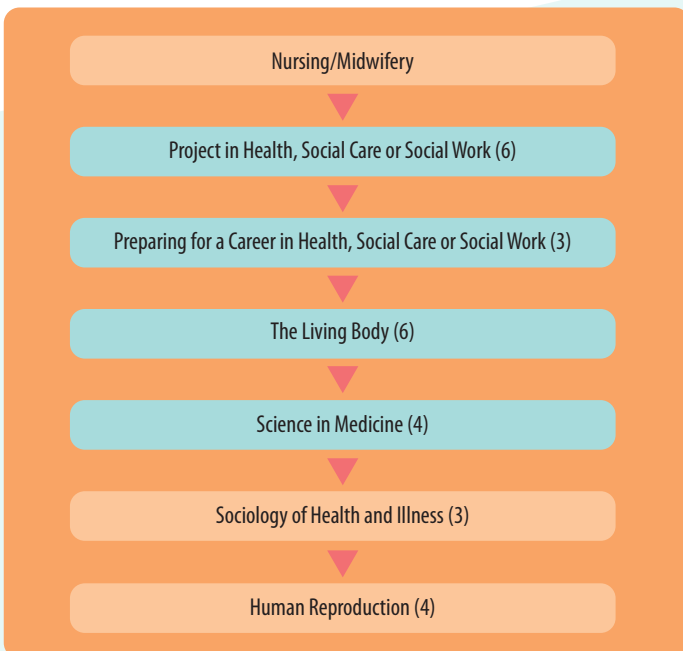 Nursing/Midwifery
Project in Health, Social Care or Social Work (6)
Preparing for a Career in Health, Social Care or Social Work (3)
The Living Body (6)
Science in Medicine (4)
Sociology of Health and Illness (3)
Human Reproduction (4)